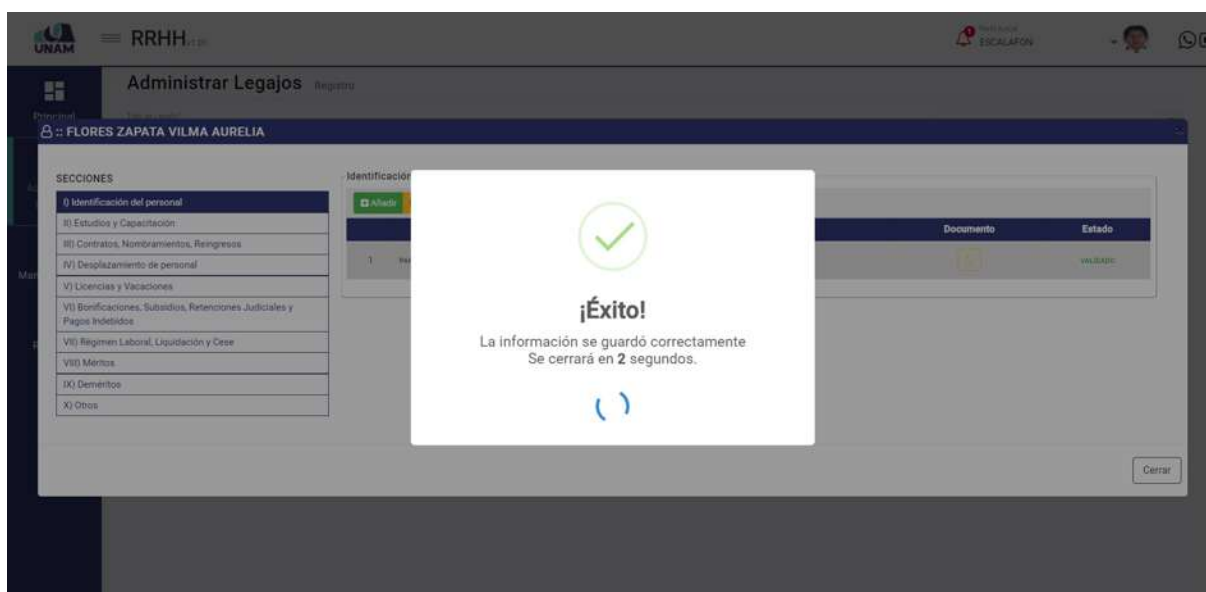 UNAM
RRHH
ESCALAFON
Administrar Legajos Registro
Principal
:: FLORES ZAPATA VILMA AURELIA
SECCIONES
I) Identificación del personal
II) Estudios y Capacitación
III) Contratos, Nombramientos, Reingresos
IV) Desplazamiento de personal
V) Licencias y Vacaciones
VI) Bonificaciones, Subsidios, Retenciones Judiciales y
Pagos Indebidos
VII) Régimen Laboral, Liquidación y Cese
VIII) Méritos
IX) Deméritos
X) Otros
Identificación
Añadir
Documento Estado
1
¡Éxito!
La información se guardó correctamente
Se cerrará en 2 segundos.
Cerrar